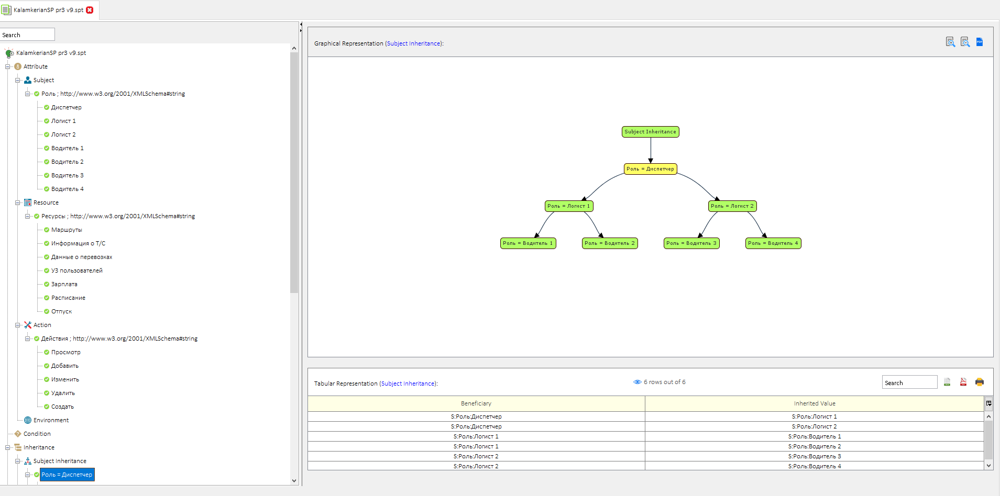 KalamkerianSP pr3 v9.spt
Search
KalamkerianSP pr3 v9.spt
Attribute
Subject
Роль ; http://www.w3.org/2001/XMLSchema#string
Диспетчер
Логист 1
Логист 2
Водитель 1
Водитель 2
Водитель 3
Водитель 4
Resource
Ресурсы ; http://www.w3.org/2001/XMLSchema#string
Маршруты
Информация о Т/С
Данные о перевозках
УЗ пользователей
Зарплата
Расписание
Отпуск
Action
Действия ; http://www.w3.org/2001/XMLSchema#string
Просмотр
Добавить
Изменить
Удалить
Создать
Environment
Condition
Inheritance
Subject Inheritance
Роль = Диспетчер
Graphical Representation (Subject Inheritance):
PDF
Subject Inheritance
Роль = Диспетчер
Роль = Логист 1
Роль = Логист 2
Роль = Водитель 1
Роль = Водитель 2
Роль = Водитель 3
Роль = Водитель 4
Tabular Representation (Subject Inheritance):
6 rows out of 6
Search
Beneficiary Inherited Value
S:Роль:Диспетчер S:Роль:Логист 1
S:Роль:Диспетчер S:Роль:Логист 2
S:Роль:Логист 1 S:Роль:Водитель 1
S:Роль:Логист 1 S:Роль:Водитель 2
S:Роль:Логист 2 S:Роль:Водитель 3
S:Роль:Логист 2 S:Роль:Водитель 4